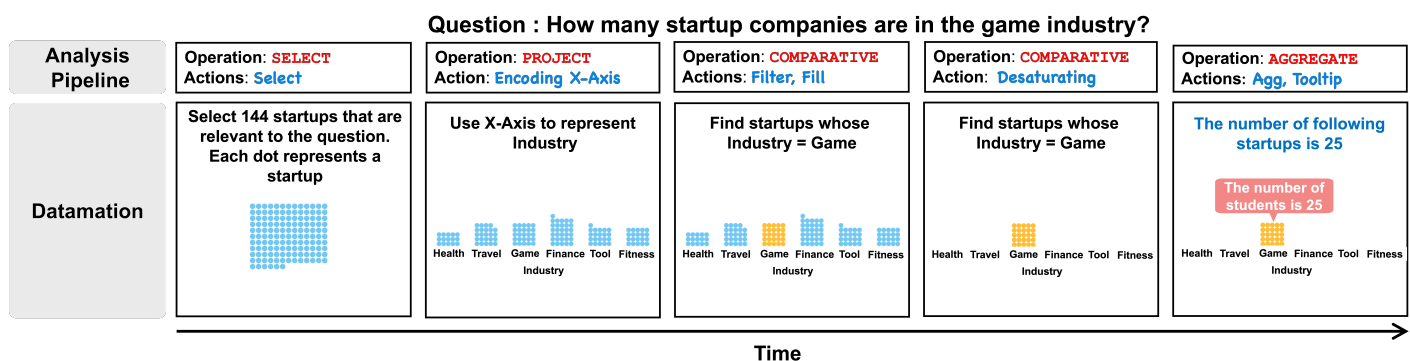 Question : How many startup companies are in the game industry?
Analysis
Pipeline
Operation: SELECT
Actions: Select
Operation: PROJECT
Action: Encoding X-Axis
Operation: COMPARATIVE
Actions: Filter, Fill
Operation: COMPARATIVE
Action: Desaturating
Operation: AGGREGATE
Actions: Agg, Tooltip
Datamation
Select 144 startups that are
relevant to the question.
Each dot represents a
startup
Use X-Axis to represent
Industry
Health Travel Game Finance Tool Fitness
Industry
Find startups whose
Industry = Game
Health Travel Game Finance Tool Fitness
Industry
Find startups whose
Industry = Game
Health Travel Game Finance Tool Fitness
Industry
The number of following
startups is 25
The number of
students is 25
Health Travel Game Finance Tool Fitness
Industry
Time